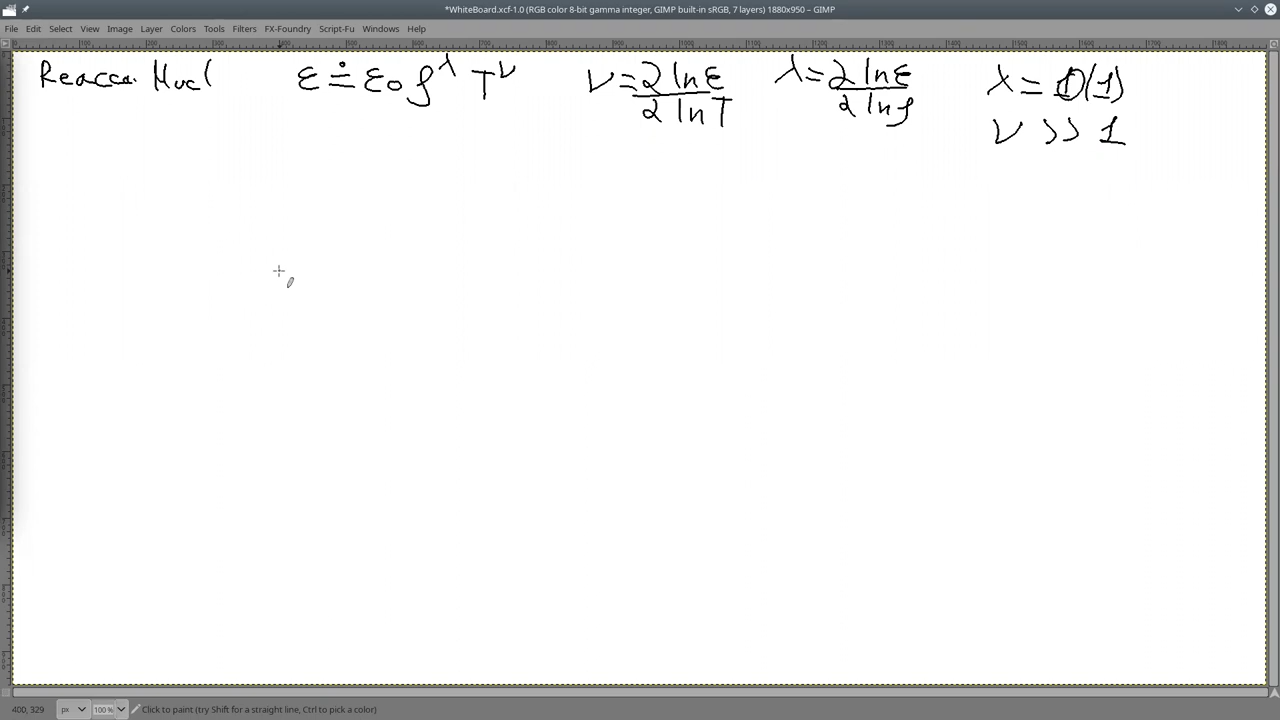 *WhiteBoard.xcf-1.0 (RGB color 8-bit gamma integer, GIMP built-in sRGB, 7 layers) 1880x950 – GIMP
File Edit Select View Image Layer Colors Tools Filters FX-Foundry Script-Fu Windows Help
Reacca. Nucl ε ≐ ε0 ρ^λ T^ν ν = ∂ ln ε / ∂ ln T λ = ∂ ln ε / ∂ ln ρ λ = O(1)
ν >> 1
400, 329 px 100 % Click to paint (try Shift for a straight line, Ctrl to pick a color)